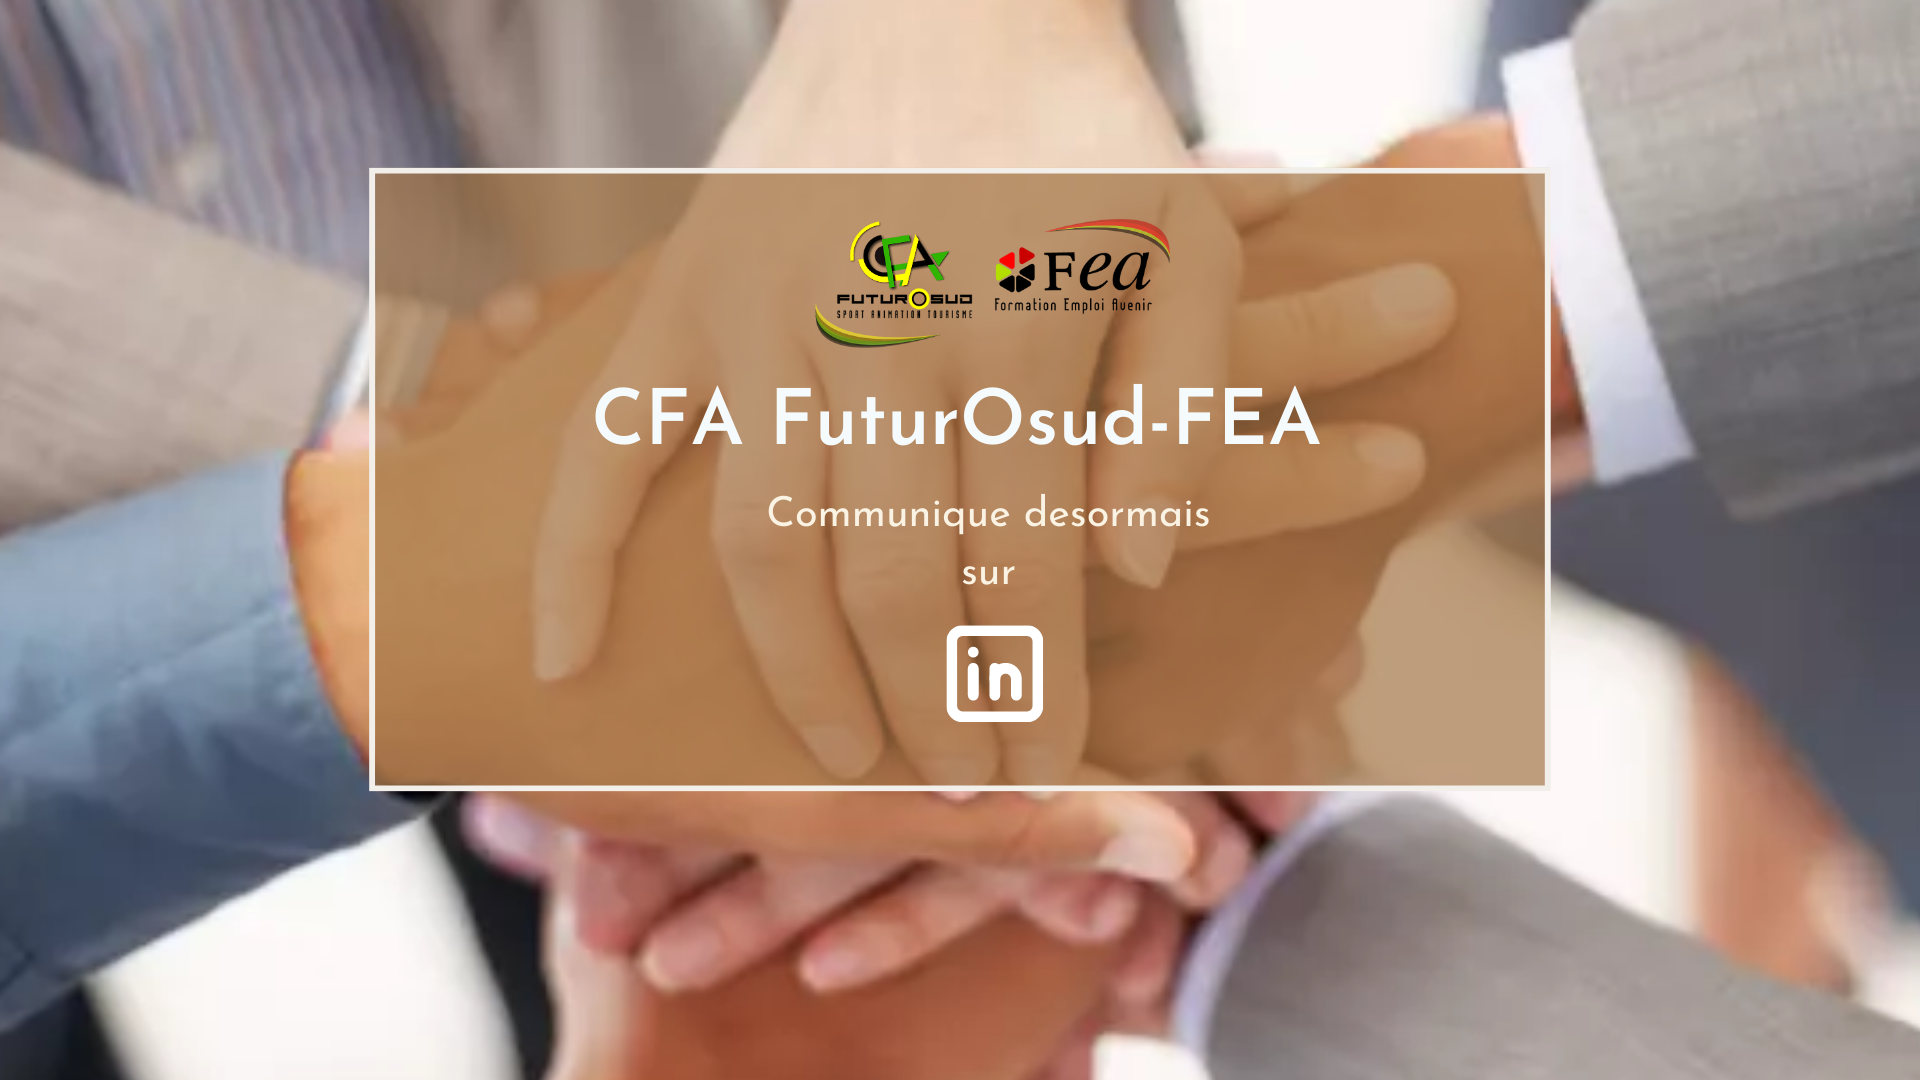 CFA
FUTUROSUD
SPORT ANIMATION TOURISME
Fea
Formation Emploi Avenir
CFA FuturOsud-FEA
Communique desormais
sur
in